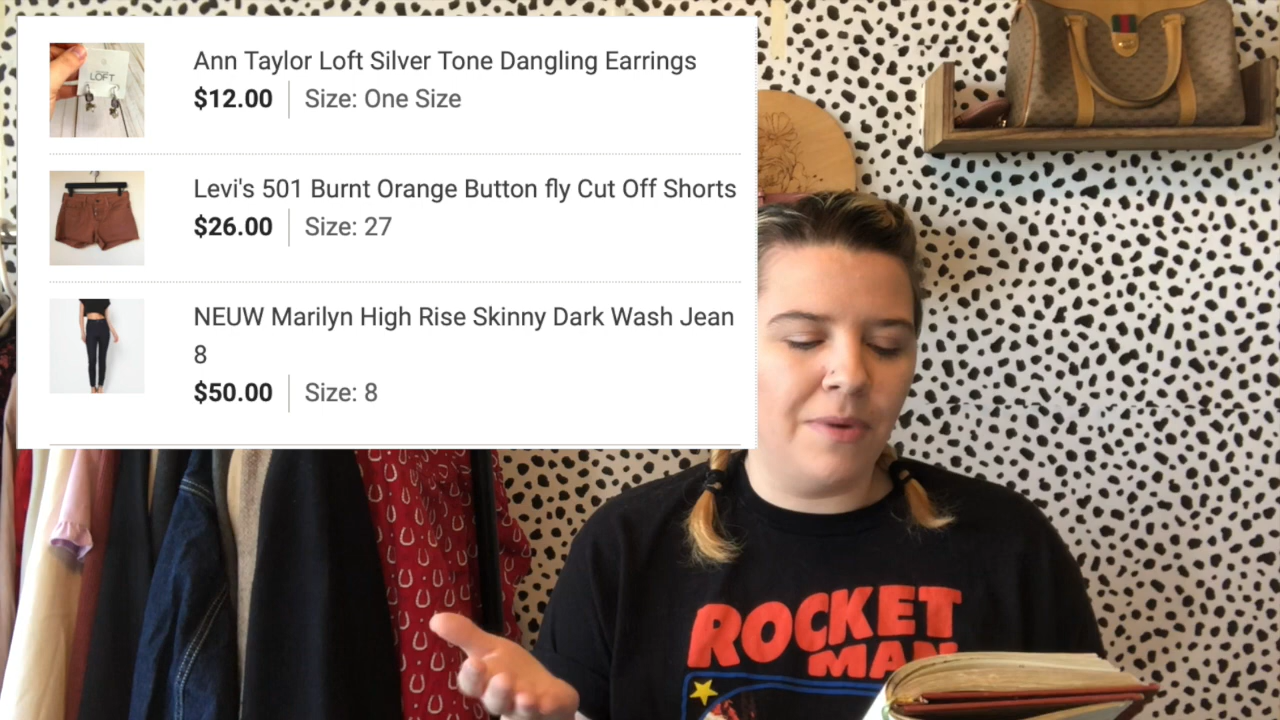 LOFT
Ann Taylor Loft Silver Tone Dangling Earrings
$12.00 Size: One Size
Levi's 501 Burnt Orange Button fly Cut Off Shorts
$26.00 Size: 27
NEUW Marilyn High Rise Skinny Dark Wash Jean
8
$50.00 Size: 8
ROCKET
MAN